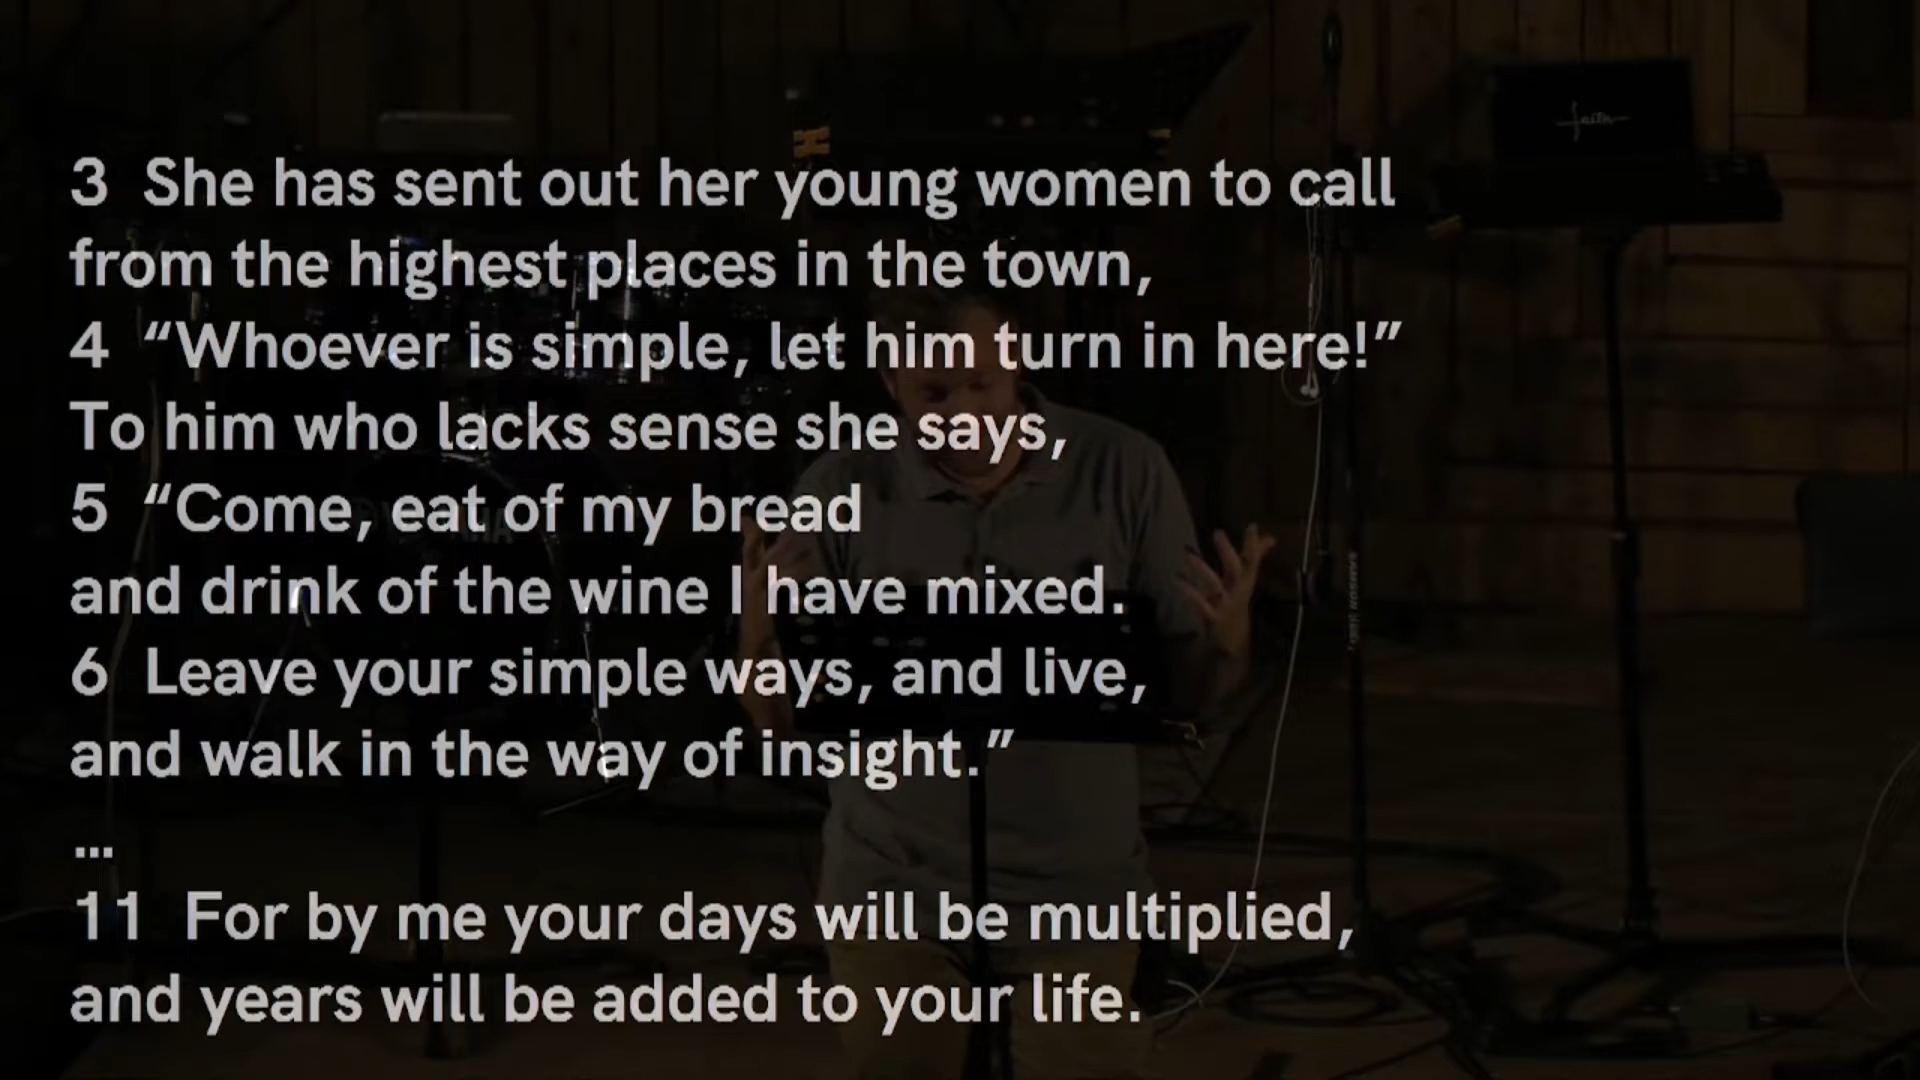 faith
3 She has sent out her young women to call
from the highest places in the town,
4 “Whoever is simple, let him turn in here!”
To him who lacks sense she says,
5 “Come, eat of my bread
and drink of the wine I have mixed.
6 Leave your simple ways, and live,
and walk in the way of insight.”
…
11 For by me your days will be multiplied,
and years will be added to your life.